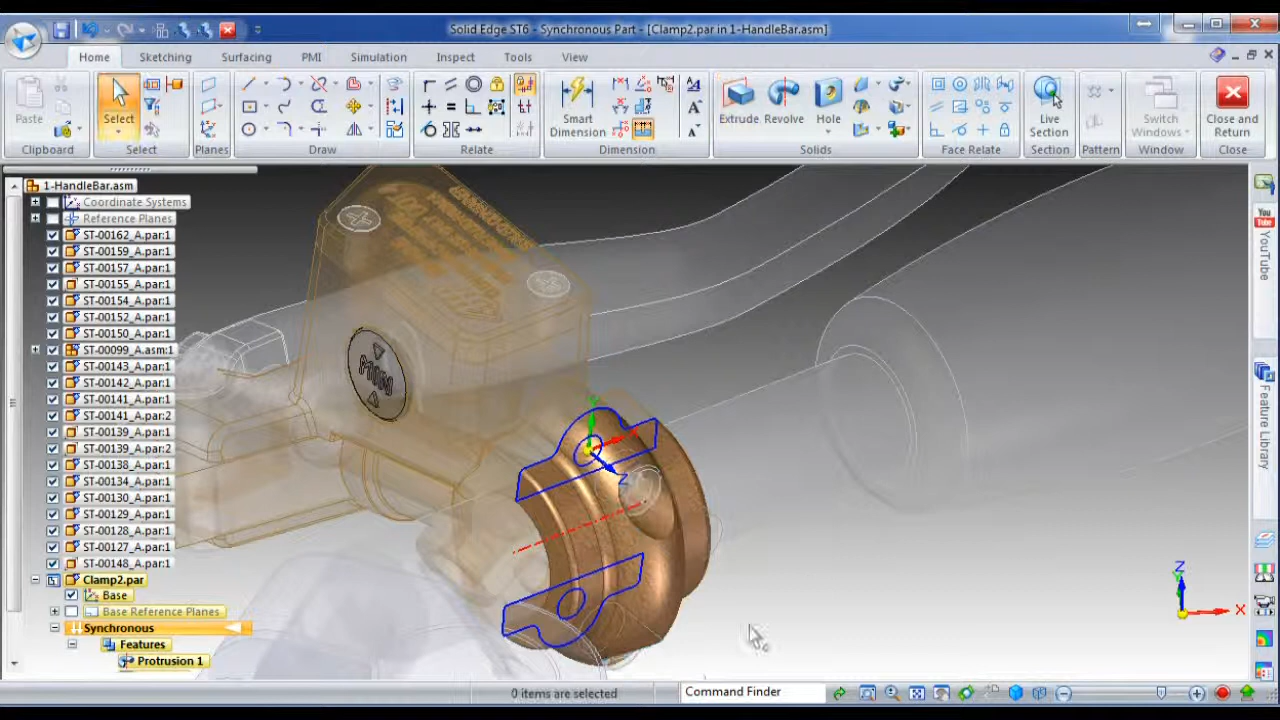 Solid Edge ST6 - Synchronous Part - [Clamp2.par in 1-HandleBar.asm]
Home Sketching Surfacing PMI Simulation Inspect Tools View
Paste Select Smart Dimension Extrude Revolve Hole Live Section Switch Windows Close and Return
Clipboard Select Planes Draw Relate Dimension Solids Face Relate Section Pattern Window Close
1-HandleBar.asm
Coordinate Systems
Reference Planes
ST-00162_A.par:1
ST-00159_A.par:1
ST-00157_A.par:1
ST-00155_A.par:1
ST-00154_A.par:1
ST-00152_A.par:1
ST-00150_A.par:1
ST-00099_A.asm:1
ST-00143_A.par:1
ST-00142_A.par:1
ST-00141_A.par:1
ST-00141_A.par:2
ST-00139_A.par:1
ST-00139_A.par:2
ST-00138_A.par:1
ST-00134_A.par:1
ST-00130_A.par:1
ST-00129_A.par:1
ST-00128_A.par:1
ST-00127_A.par:1
ST-00148_A.par:1
Clamp2.par
Base
Base Reference Planes
Synchronous
Features
Protrusion 1
MIN
Z
Z
Y
X
You Tube
YouTube
Feature Library
0 items are selected
Command Finder